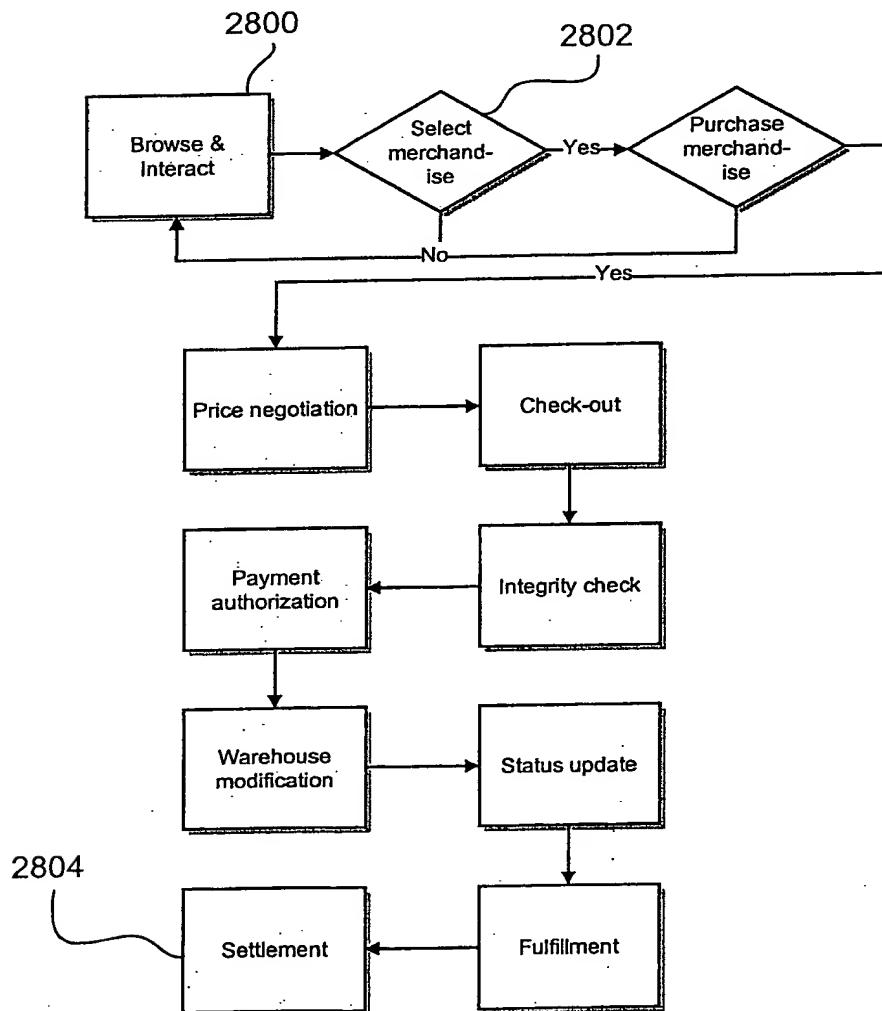 2800
2802
Browse &
Interact
Select
merchand-
ise
Yes
Purchase
merchand-
ise
No
Yes
Price negotiation
Check-out
Payment
authorization
Integrity check
Warehouse
modification
Status update
2804
Settlement
Fulfillment